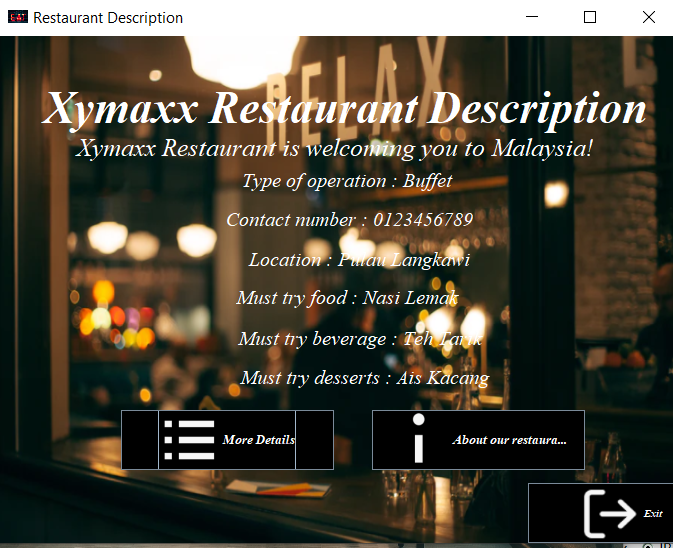 Restaurant Description
RELAX
Xymaxx Restaurant Description
Xymaxx Restaurant is welcoming you to Malaysia!
Type of operation : Buffet
Contact number : 0123456789
Location : Pulau Langkawi
Must try food : Nasi Lemak
Must try beverage : Teh Tarik
Must try desserts : Ais Kacang
More Details
About our restaura...
Exit